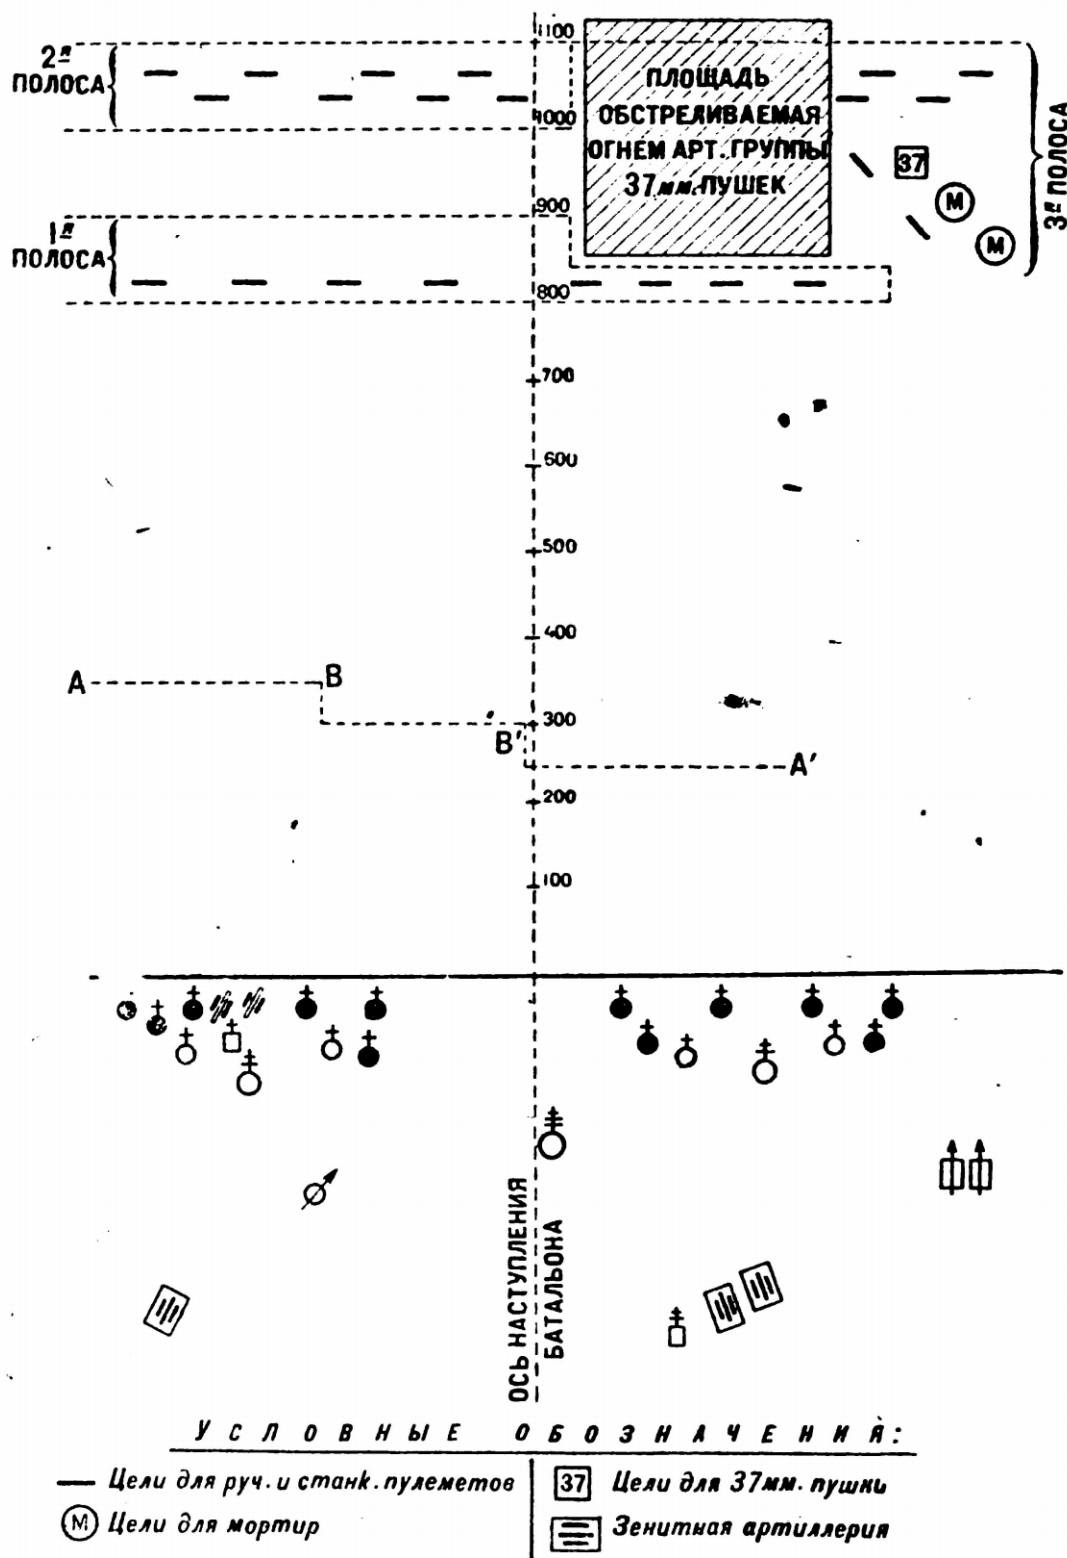 1100
2я
ПОЛОСА
1000
ПЛОЩАДЬ
ОБСТРЕЛИВАЕМАЯ
ОГНЕМ АРТ. ГРУППЫ
37мм. ПУШЕК
37
М
М
3я ПОЛОСА
900
1я
ПОЛОСА
800
700
600
500
400
А
В
300
В′
А′
200
100
ОСЬ НАСТУПЛЕНИЯ
БАТАЛЬОНА
УСЛОВНЫЕ ОБОЗНАЧЕНИЯ:
Цели для руч. и станк. пулеметов
37 Цели для 37мм. пушки
М Цели для мортир
Зенитная артиллерия